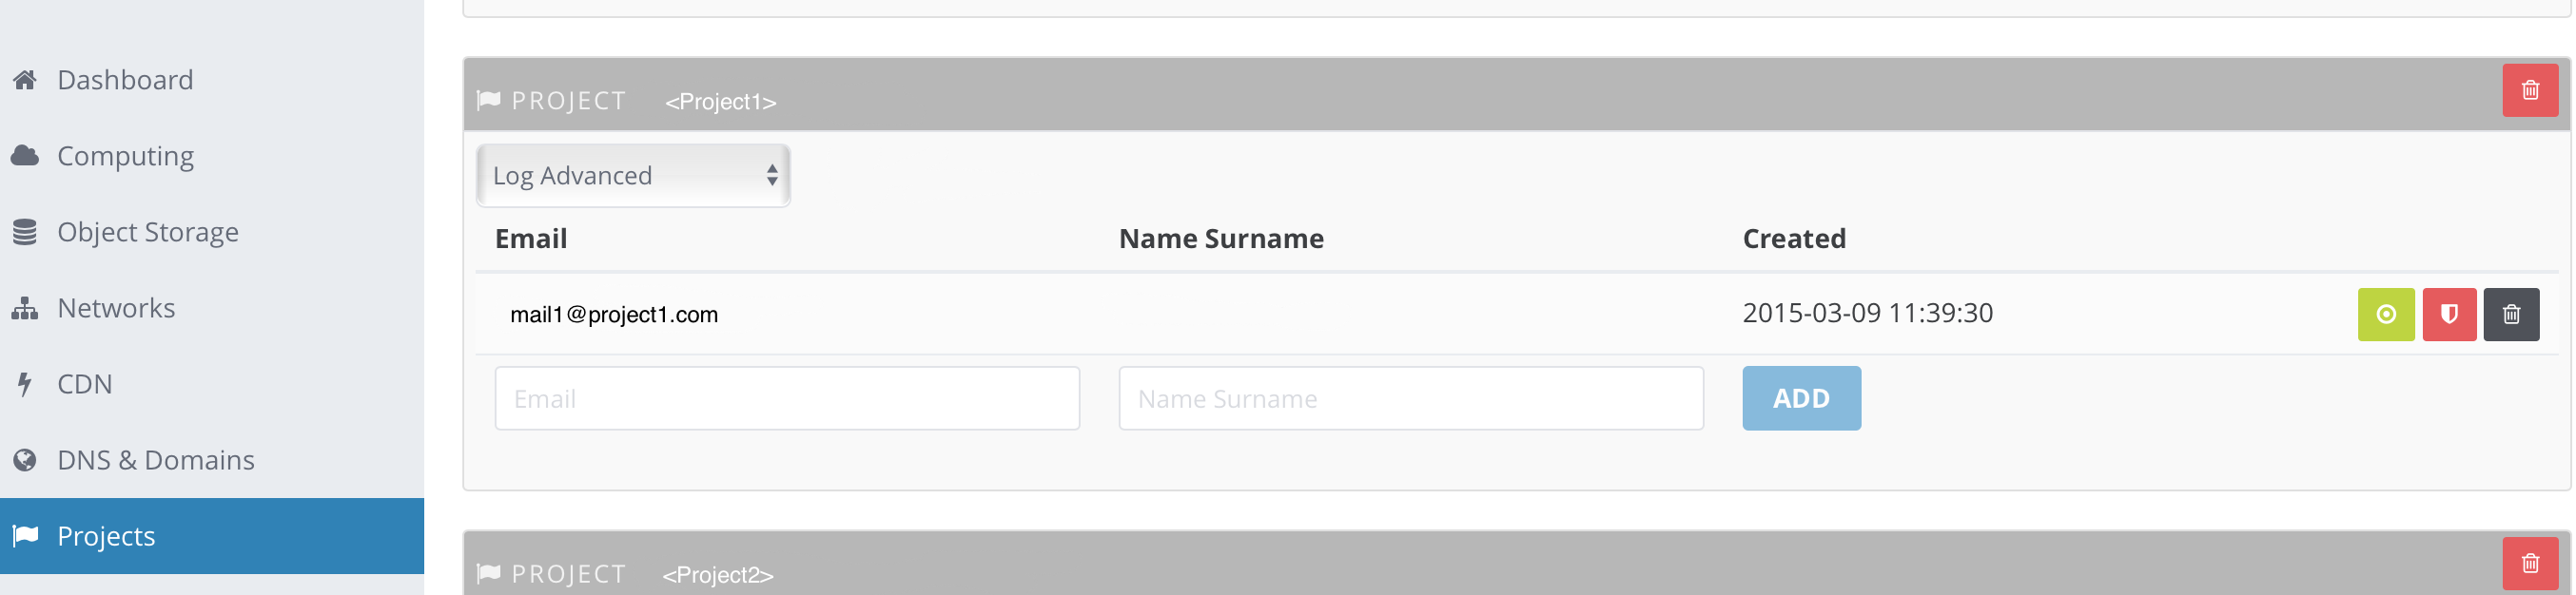 Dashboard
Computing
Object Storage
Networks
CDN
DNS & Domains
Projects
PROJECT <Project1>
Log Advanced
Email Name Surname Created
mail1@project1.com 2015-03-09 11:39:30
Email Name Surname ADD
PROJECT <Project2>